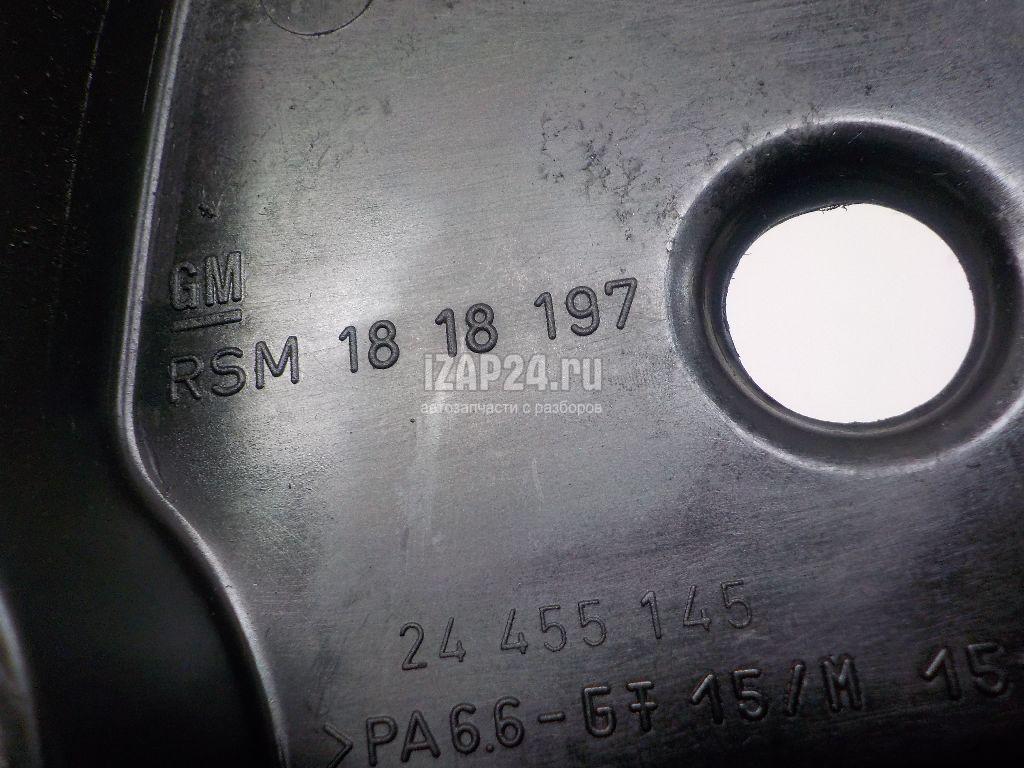 GM
RSM 18 18 197
IZAP24.ru
автозапчасти с разборов
24 455 145
>PA6.6-GF 15/M 15